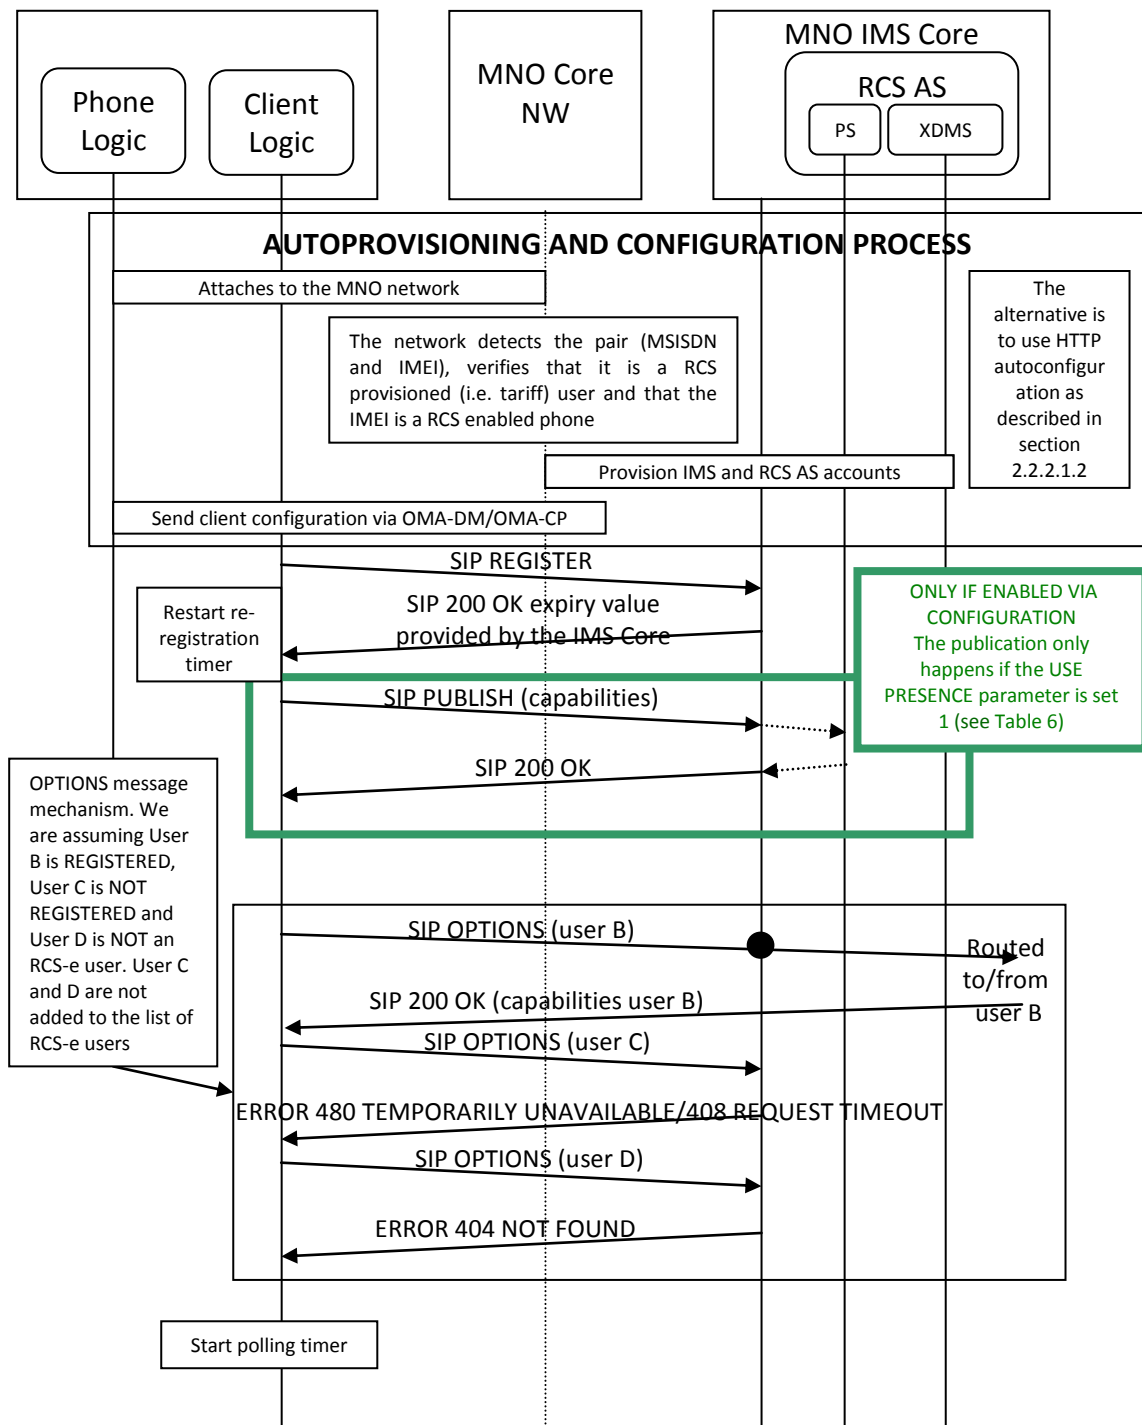 Phone
Logic
Client
Logic
MNO Core
NW
MNO IMS Core
RCS AS
PS
XDMS
AUTOPROVISIONING AND CONFIGURATION PROCESS
Attaches to the MNO network
The network detects the pair (MSISDN
and IMEI), verifies that it is a RCS
provisioned (i.e. tariff) user and that the
IMEI is a RCS enabled phone
The
alternative is
to use HTTP
autoconfigur
ation as
described in
section
2.2.2.1.2
Provision IMS and RCS AS accounts
Send client configuration via OMA-DM/OMA-CP
SIP REGISTER
Restart re-
registration
timer
SIP 200 OK expiry value
provided by the IMS Core
ONLY IF ENABLED VIA
CONFIGURATION
The publication only
happens if the USE
PRESENCE parameter is set
1 (see Table 6)
SIP PUBLISH (capabilities)
SIP 200 OK
OPTIONS message
mechanism. We
are assuming User
B is REGISTERED,
User C is NOT
REGISTERED and
User D is NOT an
RCS-e user. User C
and D are not
added to the list of
RCS-e users
SIP OPTIONS (user B)
Routed
to/from
user B
SIP 200 OK (capabilities user B)
SIP OPTIONS (user C)
ERROR 480 TEMPORARILY UNAVAILABLE/408 REQUEST TIMEOUT
SIP OPTIONS (user D)
ERROR 404 NOT FOUND
Start polling timer